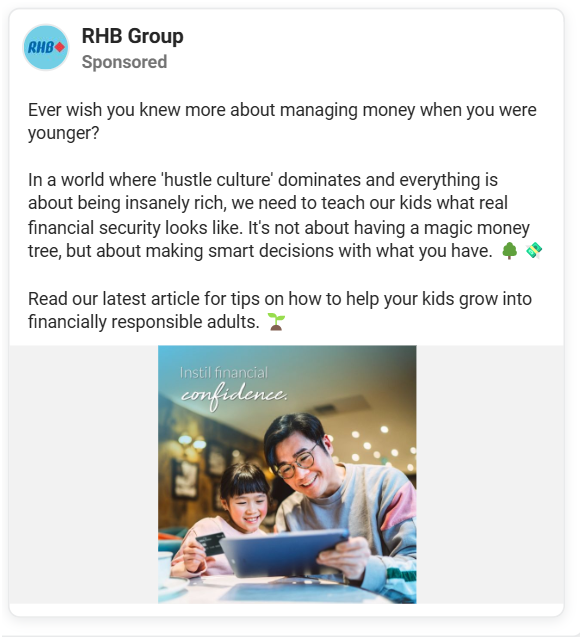 RHB
RHB Group
Sponsored
Ever wish you knew more about managing money when you were
younger?
In a world where 'hustle culture' dominates and everything is
about being insanely rich, we need to teach our kids what real
financial security looks like. It's not about having a magic money
tree, but about making smart decisions with what you have. 🌳 💸
Read our latest article for tips on how to help your kids grow into
financially responsible adults. 🌱
Instil financial
confidence.